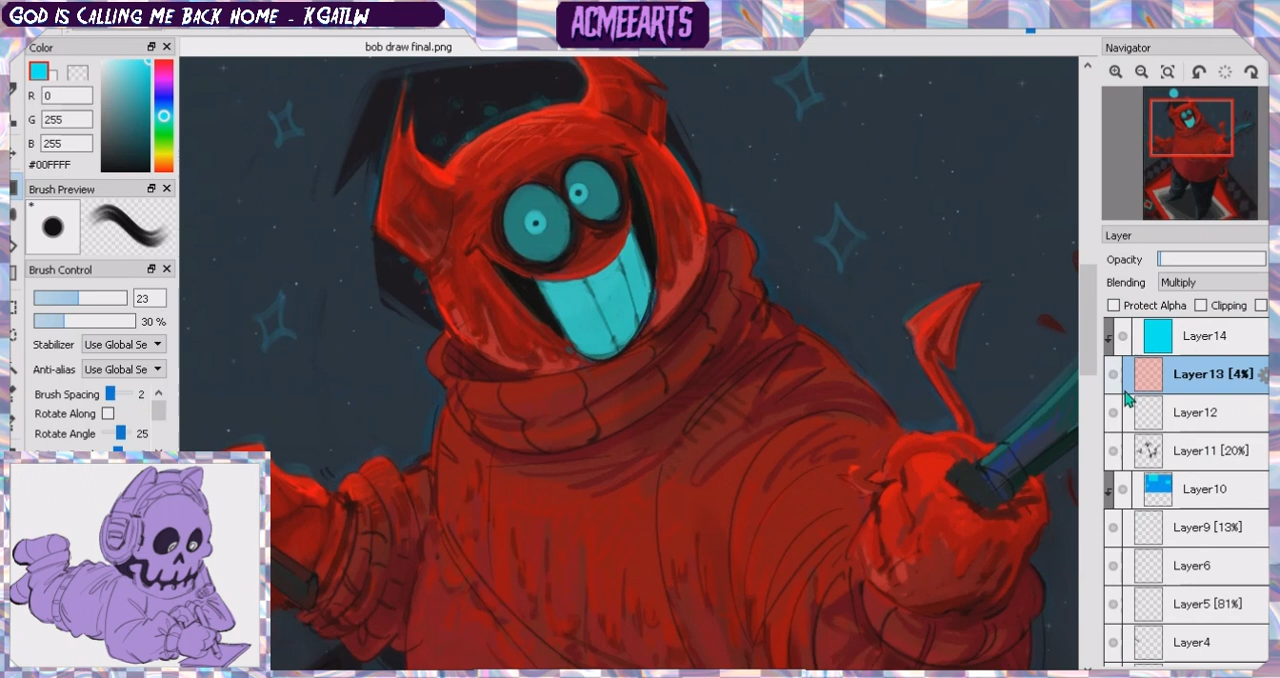 GOD IS CALLING ME BACK HOME - KGATLW
ACMEEARTS
Color
bob draw final.png
Navigator
R 0
G 255
B 255
#00FFFF
Brush Preview
*
Brush Control
23
30 %
Stabilizer Use Global Se
Anti-alias Use Global Se
Brush Spacing 2
Rotate Along
Rotate Angle 25
Layer
Opacity
Blending Multiply
Protect Alpha Clipping
Layer14
Layer13 [4%]
Layer12
Layer11 [20%]
Layer10
Layer9 [13%]
Layer6
Layer5 [81%]
Layer4